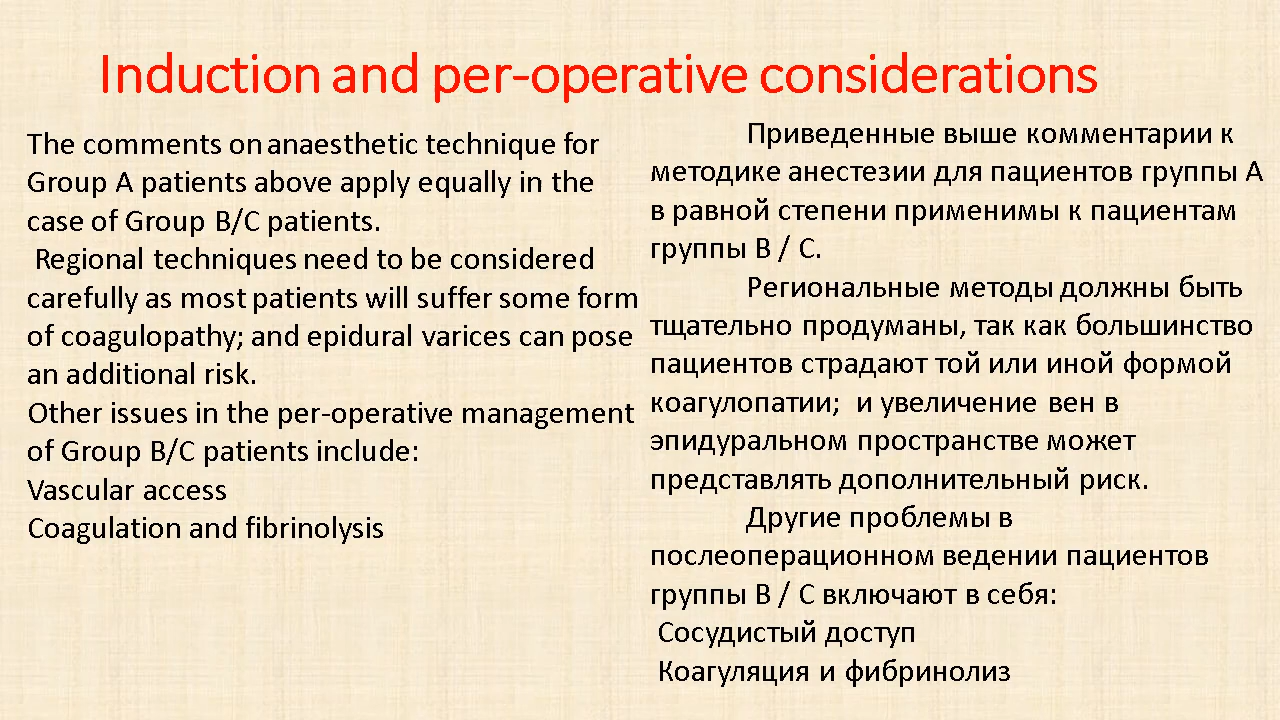 Induction and per-operative considerations
The comments on anaesthetic technique for
Group A patients above apply equally in the
case of Group B/C patients.
Regional techniques need to be considered
carefully as most patients will suffer some form
of coagulopathy; and epidural varices can pose
an additional risk.
Other issues in the per-operative management
of Group B/C patients include:
Vascular access
Coagulation and fibrinolysis
Приведенные выше комментарии к
методике анестезии для пациентов группы А
в равной степени применимы к пациентам
группы B / C.
Региональные методы должны быть
тщательно продуманы, так как большинство
пациентов страдают той или иной формой
коагулопатии; и увеличение вен в
эпидуральном пространстве может
представлять дополнительный риск.
Другие проблемы в
послеоперационном ведении пациентов
группы B / C включают в себя:
Сосудистый доступ
Коагуляция и фибринолиз